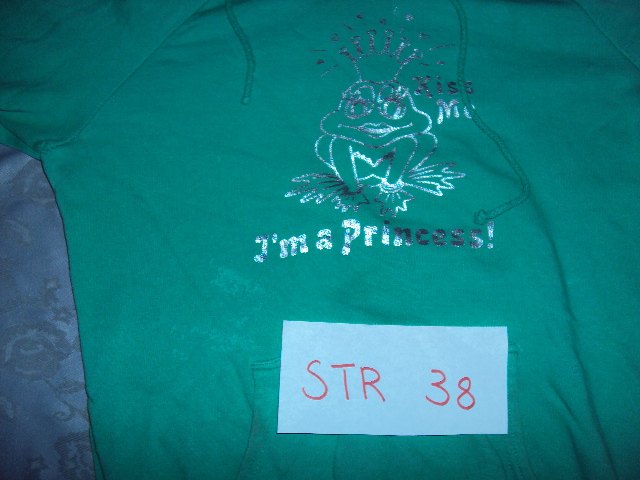 Kiss
Me
I'm a Princess!
STR 38